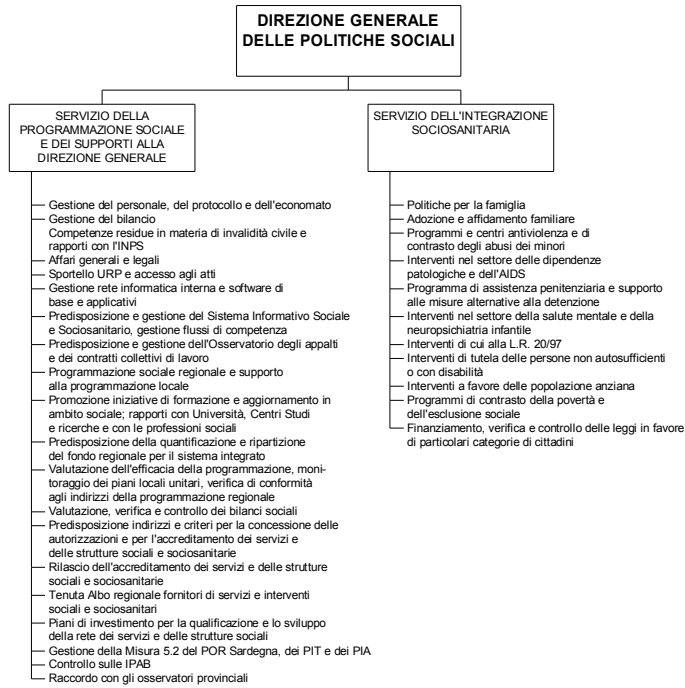 DIREZIONE GENERALE
DELLE POLITICHE SOCIALI
SERVIZIO DELLA
PROGRAMMAZIONE SOCIALE
E DEI SUPPORTI ALLA
DIREZIONE GENERALE
Gestione del personale, del protocollo e dell'economato
Gestione del bilancio
Competenze residue in materia di invalidità civile e
rapporti con l'INPS
Affari generali e legali
Sportello URP e accesso agli atti
Gestione rete informatica interna e software di
base e applicativi
Predisposizione e gestione del Sistema Informativo Sociale
e Sociosanitario, gestione flussi di competenza
Predisposizione e gestione dell'Osservatorio degli appalti
e dei contratti collettivi di lavoro
Programmazione sociale regionale e supporto
alla programmazione locale
Promozione iniziative di formazione e aggiornamento in
ambito sociale; rapporti con Università, Centri Studi
e ricerche e con le professioni sociali
Predisposizione della quantificazione e ripartizione
del fondo regionale per il sistema integrato
Valutazione dell'efficacia della programmazione, moni-
toraggio dei piani locali unitari, verifica di conformità
agli indirizzi della programmazione regionale
Valutazione, verifica e controllo dei bilanci sociali
Predisposizione indirizzi e criteri per la concessione delle
autorizzazioni e per l'accreditamento dei servizi e
delle strutture sociali e sociosanitarie
Rilascio dell'accreditamento dei servizi e delle strutture
sociali e sociosanitarie
Tenuta Albo regionale fornitori di servizi e interventi
sociali e sociosanitari
Piani di investimento per la qualificazione e lo sviluppo
della rete dei servizi e delle strutture sociali
Gestione della Misura 5.2 del POR Sardegna, dei PIT e dei PIA
Controllo sulle IPAB
Raccordo con gli osservatori provinciali
SERVIZIO DELL'INTEGRAZIONE
SOCIOSANITARIA
Politiche per la famiglia
Adozione e affidamento familiare
Programmi e centri antiviolenza e di
contrasto degli abusi dei minori
Interventi nel settore delle dipendenze
patologiche e dell'AIDS
Programma di assistenza penitenziaria e supporto
alle misure alternative alla detenzione
Interventi nel settore della salute mentale e della
neuropsichiatria infantile
Interventi di cui alla L.R. 20/97
Interventi di tutela delle persone non autosufficienti
o con disabilità
Interventi a favore delle popolazione anziana
Programmi di contrasto della povertà e
dell'esclusione sociale
Finanziamento, verifica e controllo delle leggi in favore
di particolari categorie di cittadini